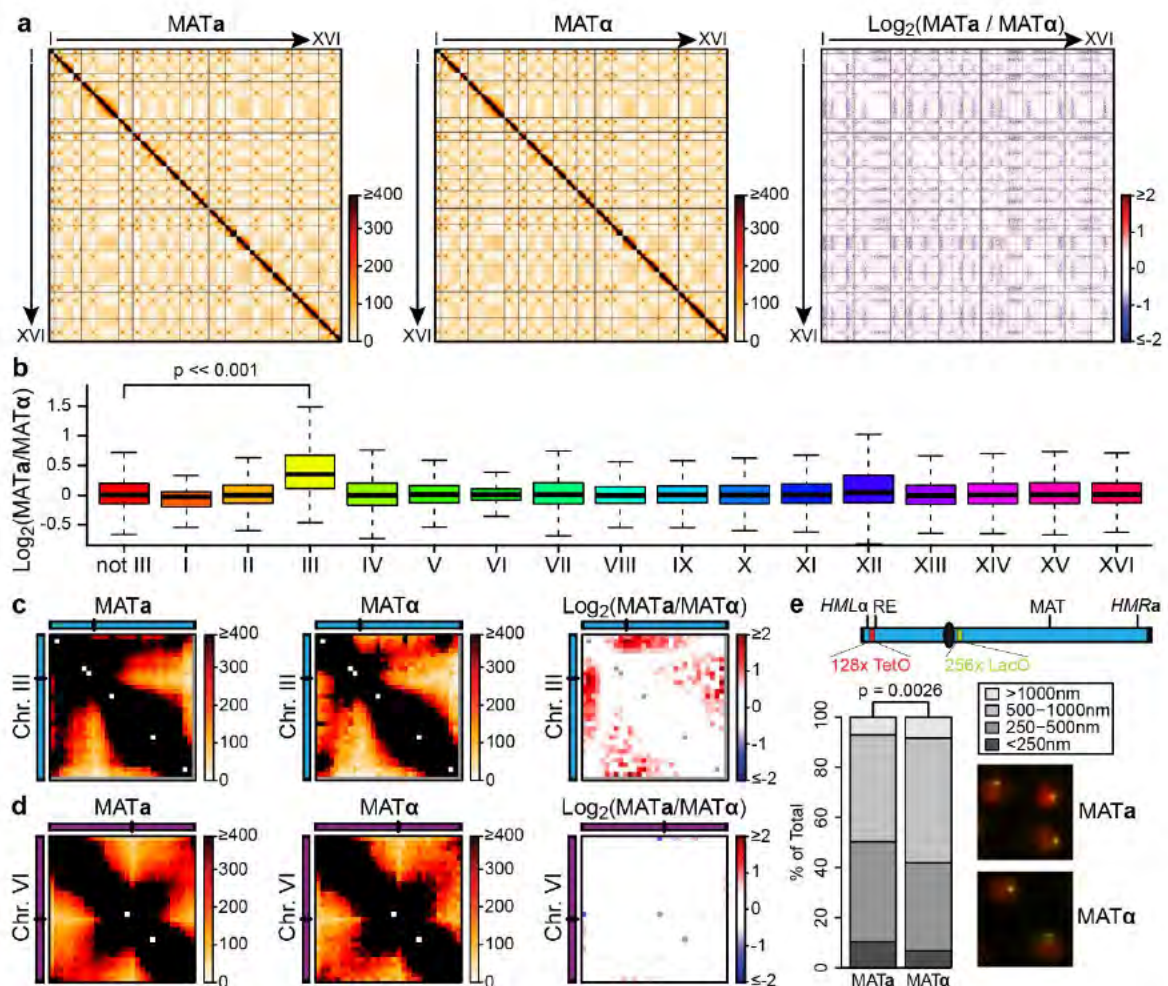 a
MATa
MATα
Log2(MATa / MATα)
I XVI
I XVI
I XVI
XVI
XVI
XVI
≥400
300
200
100
0
≥400
300
200
100
0
≥2
1
0
-1
≤-2
b
p << 0.001
Log2(MATa/MATα)
1.5
1
0.5
0
-0.5
not III I II III IV V VI VII VIII IX X XI XII XIII XIV XV XVI
c
MATa
MATα
Log2(MATa/MATα)
Chr. III
Chr. III
Chr. III
≥400
300
200
100
0
≥400
300
200
100
0
≥2
1
0
-1
≤-2
d
MATa
MATα
Log2(MATa/MATα)
Chr. VI
Chr. VI
Chr. VI
≥400
300
200
100
0
≥400
300
200
100
0
≥2
1
0
-1
≤-2
e
HMLα RE MAT HMRa
128x TetO 256x LacO
p = 0.0026
>1000nm
500−1000nm
250−500nm
<250nm
% of Total
100
80
60
40
20
0
MATa MATα
MATa
MATα